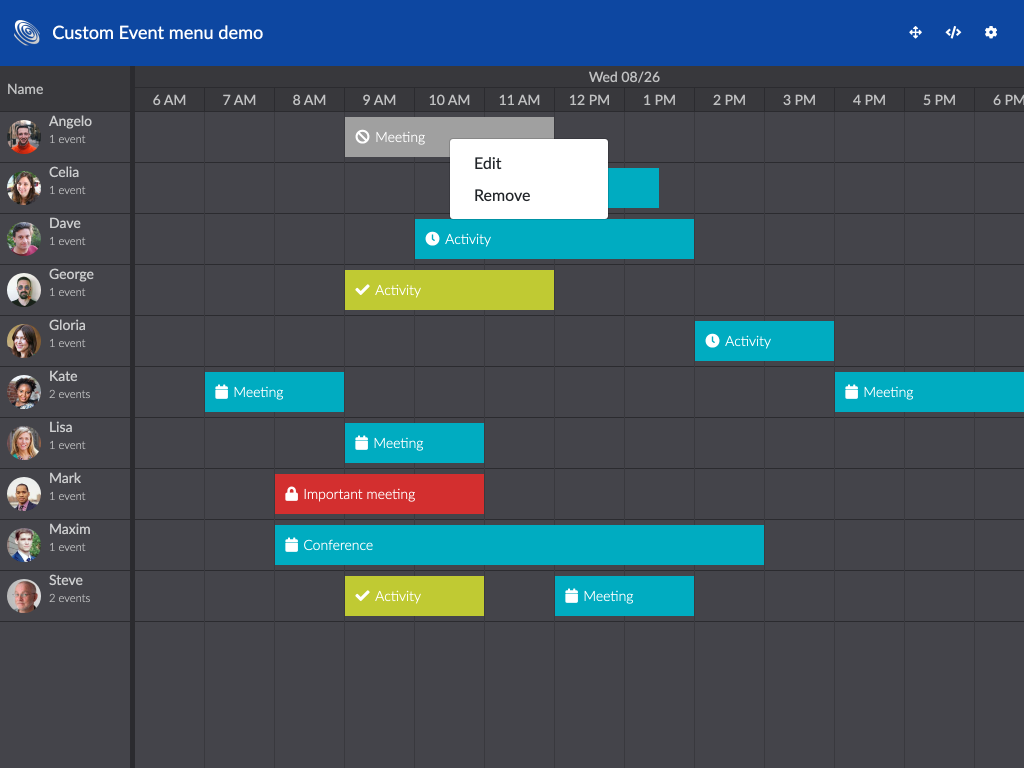 Custom Event menu demo
Name
Wed 08/26
6 AM 7 AM 8 AM 9 AM 10 AM 11 AM 12 PM 1 PM 2 PM 3 PM 4 PM 5 PM 6 PM
Angelo
1 event
Meeting
Edit
Remove
Celia
1 event
Dave
1 event
Activity
George
1 event
Activity
Gloria
1 event
Activity
Kate
2 events
Meeting Meeting
Lisa
1 event
Meeting
Mark
1 event
Important meeting
Maxim
1 event
Conference
Steve
2 events
Activity Meeting